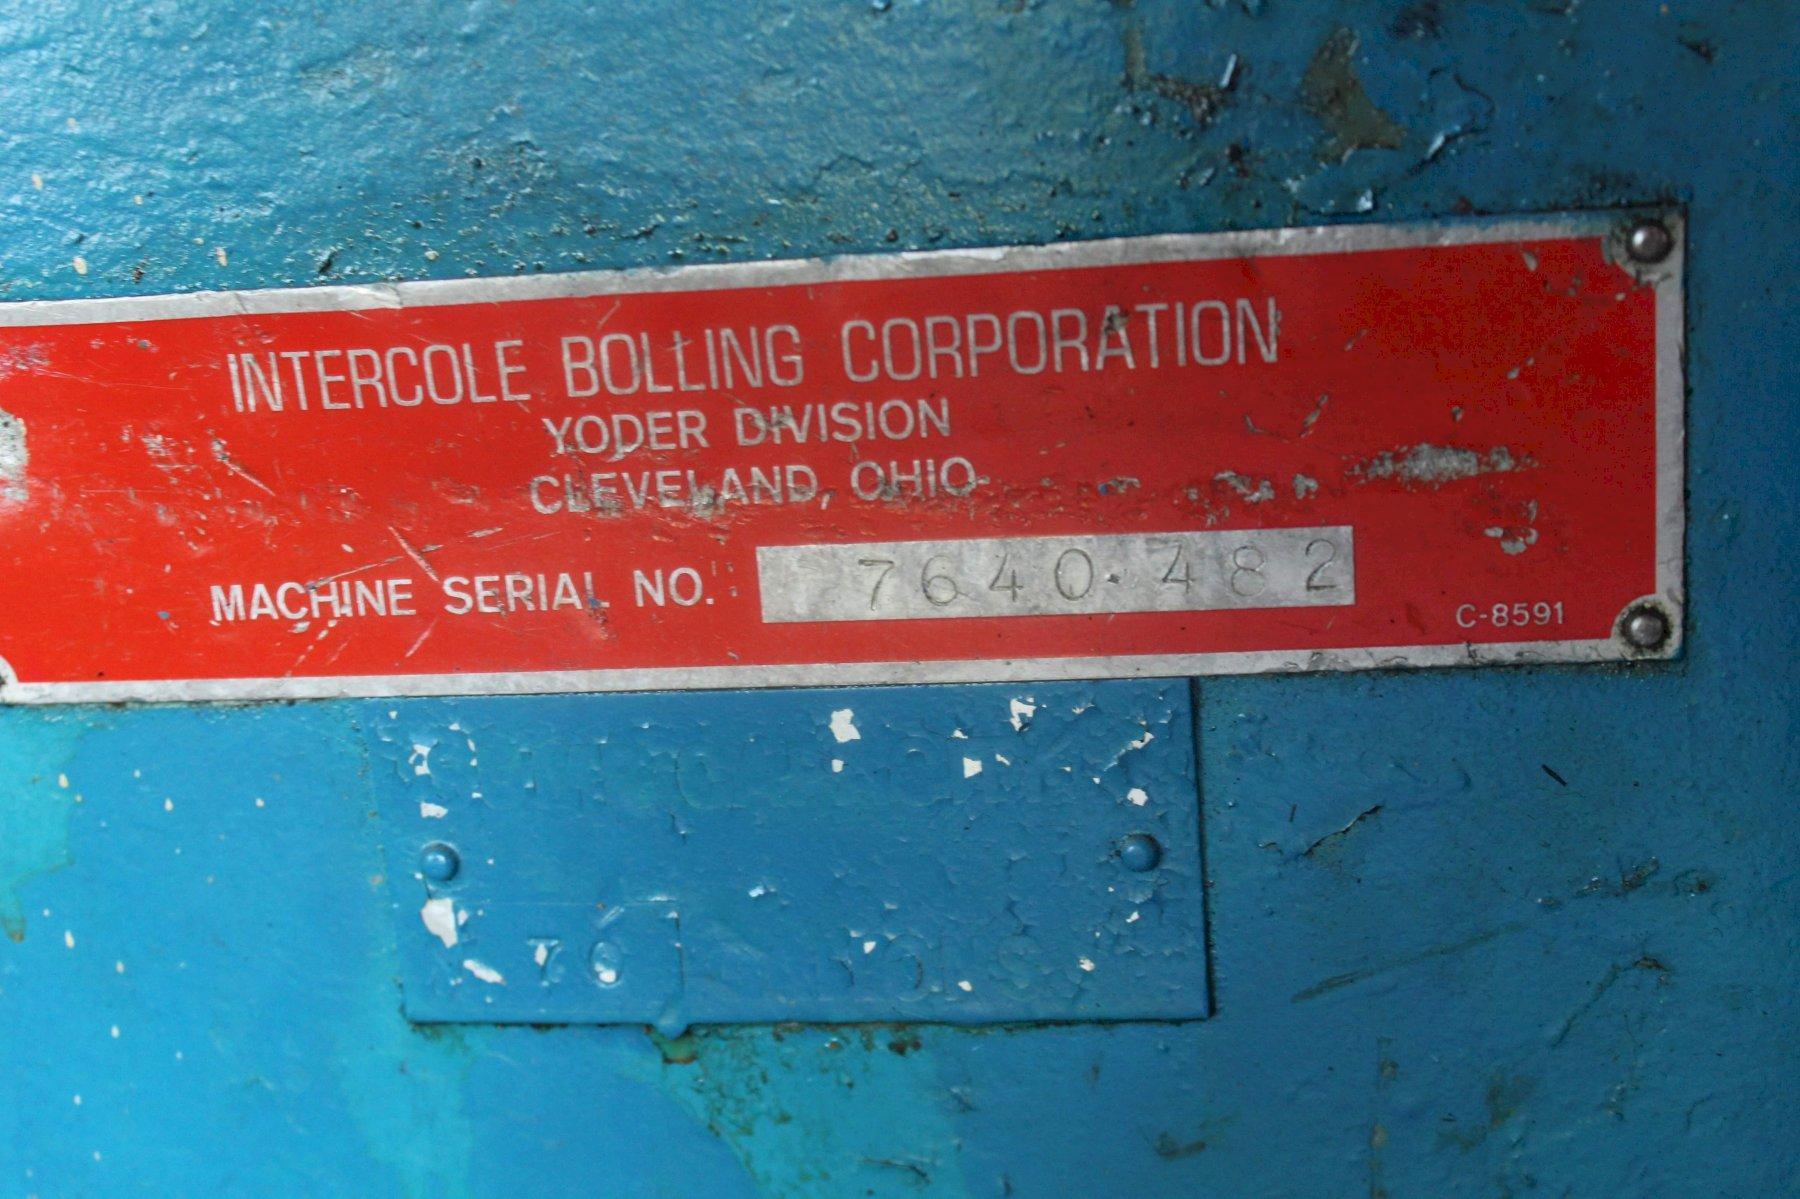 INTERCOLE BOLLING CORPORATION
YODER DIVISION
CLEVELAND, OHIO
MACHINE SERIAL NO. 7640.482
C-8591